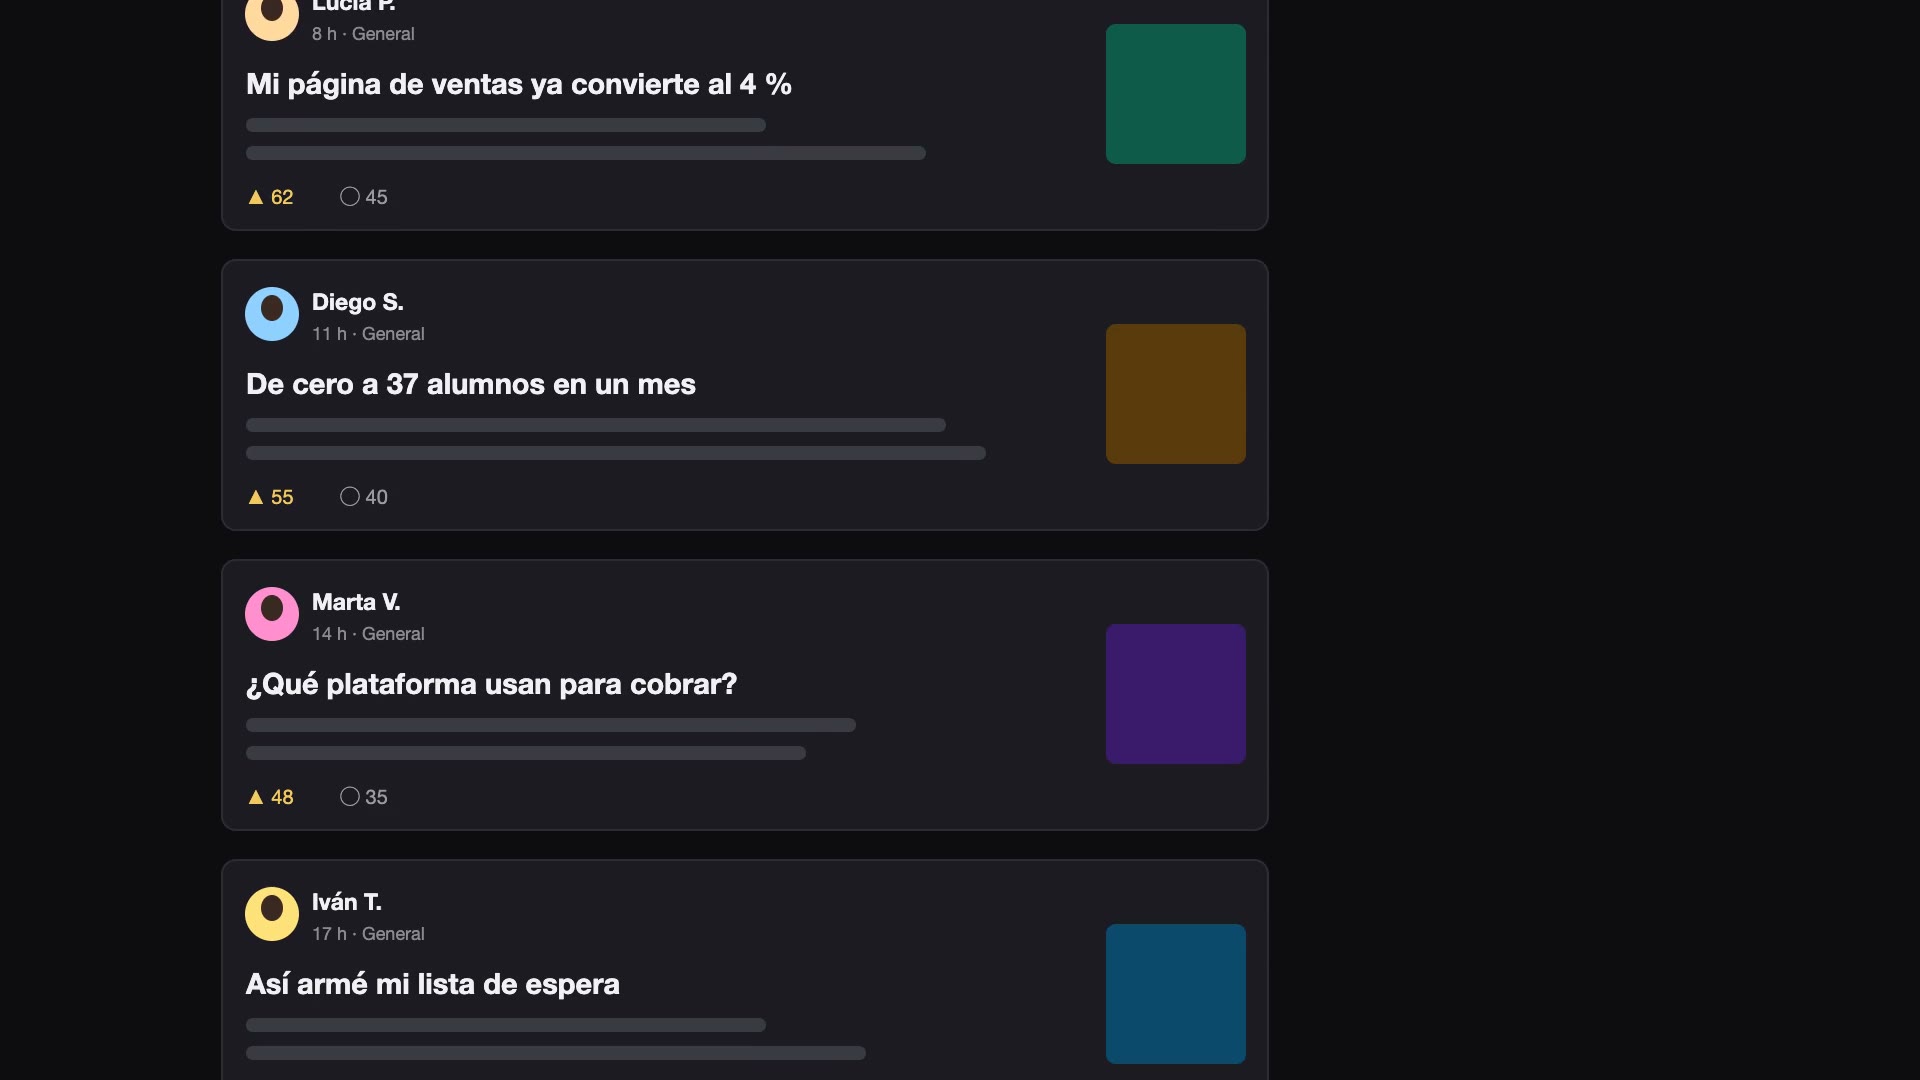 Lucía P.
8 h · General
Mi página de ventas ya convierte al 4 %
▲ 62 ◯ 45
Diego S.
11 h · General
De cero a 37 alumnos en un mes
▲ 55 ◯ 40
Marta V.
14 h · General
¿Qué plataforma usan para cobrar?
▲ 48 ◯ 35
Iván T.
17 h · General
Así armé mi lista de espera